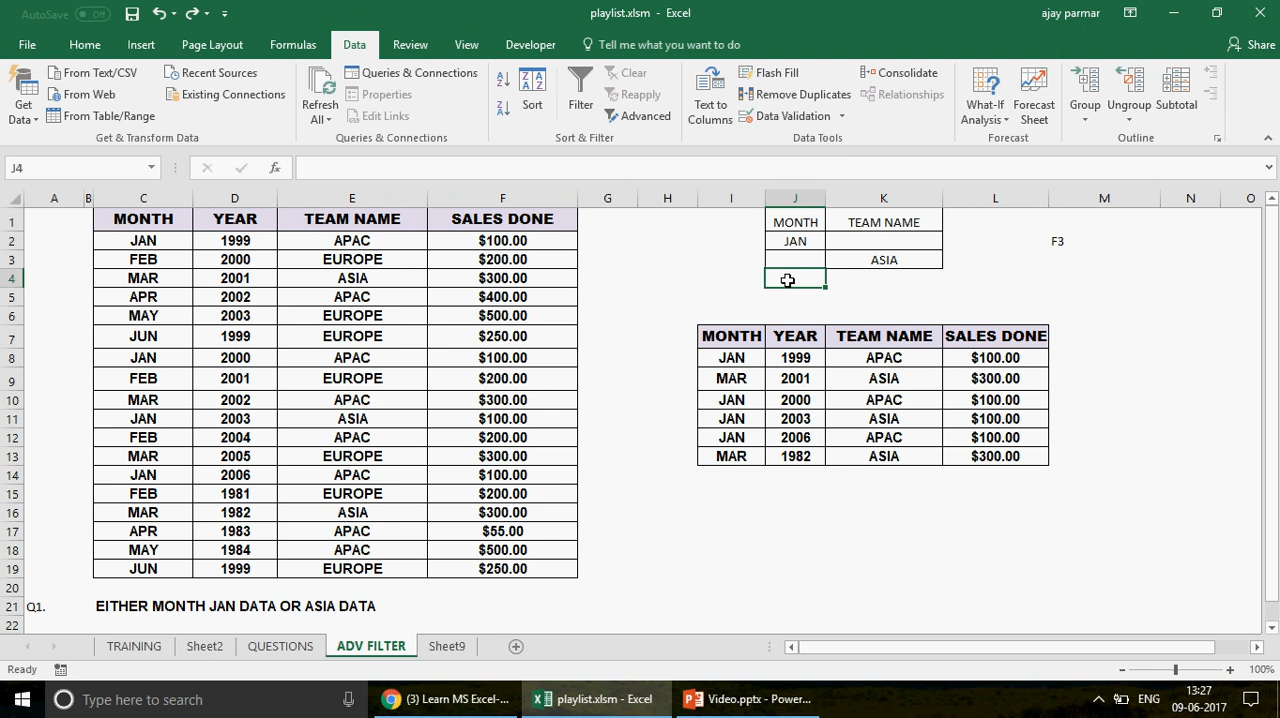 AutoSave Off
playlist.xlsm - Excel
ajay parmar
File Home Insert Page Layout Formulas Data Review View Developer Tell me what you want to do Share
Get Data
From Text/CSV
From Web
From Table/Range
Recent Sources
Existing Connections
Get & Transform Data
Refresh All
Queries & Connections
Properties
Edit Links
Queries & Connections
Sort
Filter
Clear
Reapply
Advanced
Sort & Filter
Text to Columns
Flash Fill
Remove Duplicates
Data Validation
Consolidate
Relationships
Data Tools
What-If Analysis
Forecast Sheet
Forecast
Group
Ungroup
Subtotal
Outline
J4
fx
A B C D E F G H I J K L M N O
1 MONTH YEAR TEAM NAME SALES DONE MONTH TEAM NAME
2 JAN 1999 APAC $100.00 JAN F3
3 FEB 2000 EUROPE $200.00 ASIA
4 MAR 2001 ASIA $300.00
5 APR 2002 APAC $400.00
6 MAY 2003 EUROPE $500.00
7 JUN 1999 EUROPE $250.00 MONTH YEAR TEAM NAME SALES DONE
8 JAN 2000 APAC $100.00 JAN 1999 APAC $100.00
9 FEB 2001 EUROPE $200.00 MAR 2001 ASIA $300.00
10 MAR 2002 APAC $300.00 JAN 2000 APAC $100.00
11 JAN 2003 ASIA $100.00 JAN 2003 ASIA $100.00
12 FEB 2004 APAC $200.00 JAN 2006 APAC $100.00
13 MAR 2005 EUROPE $300.00 MAR 1982 ASIA $300.00
14 JAN 2006 APAC $100.00
15 FEB 1981 EUROPE $200.00
16 MAR 1982 ASIA $300.00
17 APR 1983 APAC $55.00
18 MAY 1984 APAC $500.00
19 JUN 1999 EUROPE $250.00
20
21 Q1. EITHER MONTH JAN DATA OR ASIA DATA
22
TRAINING Sheet2 QUESTIONS ADV FILTER Sheet9
Ready
100%
Type here to search
(3) Learn MS Excel-...
playlist.xlsm - Excel
Video.pptx - Power...
ENG
13:27
09-06-2017